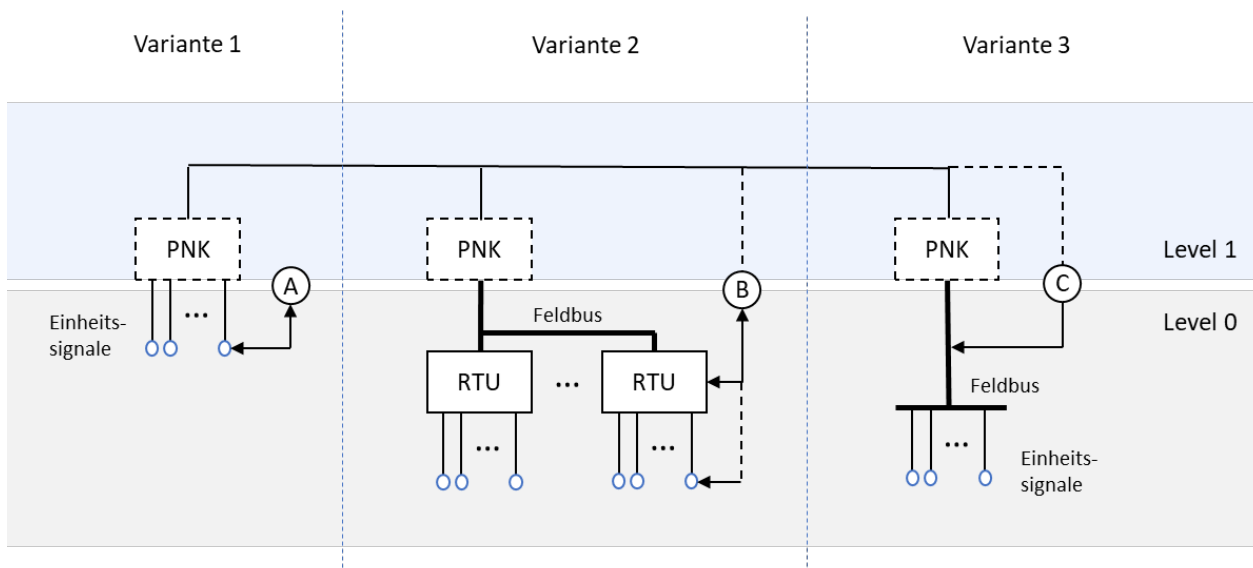 Variante 1
Variante 2
Variante 3
PNK
PNK
PNK
Level 1
A
B
C
Einheits-
signale
...
Feldbus
Level 0
RTU
...
RTU
Feldbus
...
...
...
Einheits-
signale